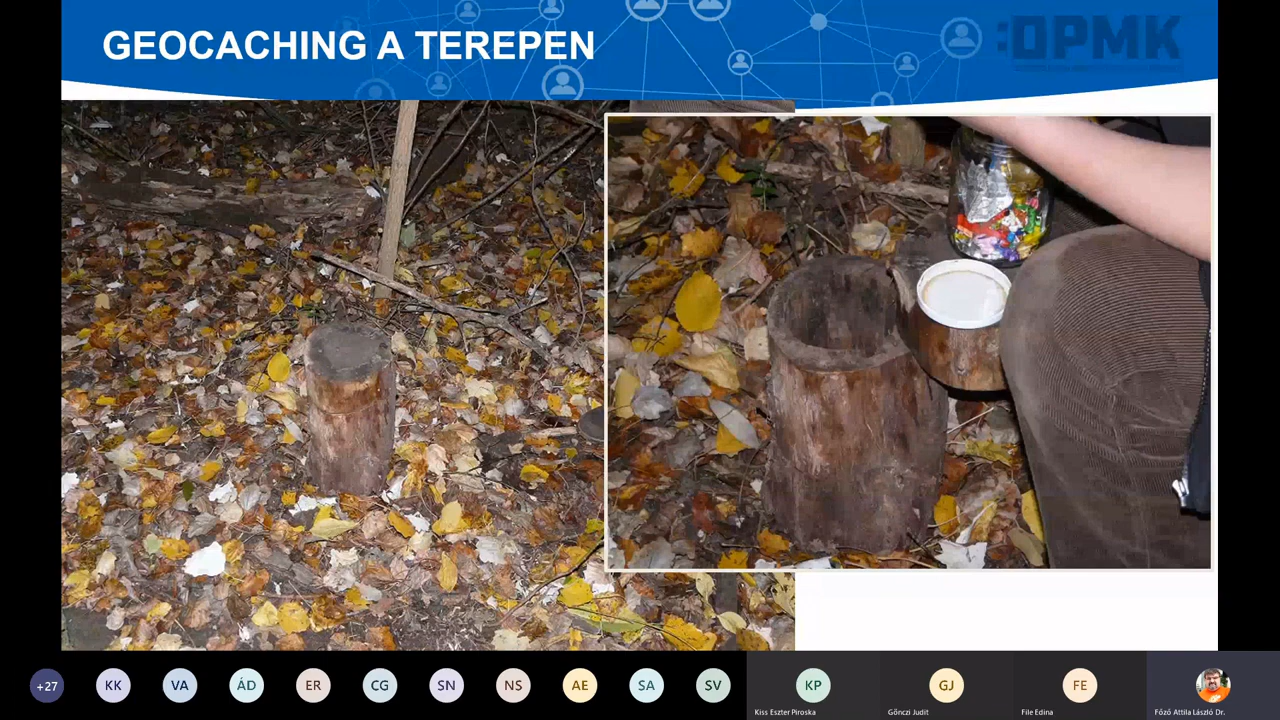 GEOCACHING A TEREPEN
:OPMK
+27
KK
VA
ÁD
ER
CG
SN
NS
AE
SA
SV
KP
GJ
FE
Kiss Eszter Piroska
Gönczi Judit
File Edina
Főző Attila László Dr.